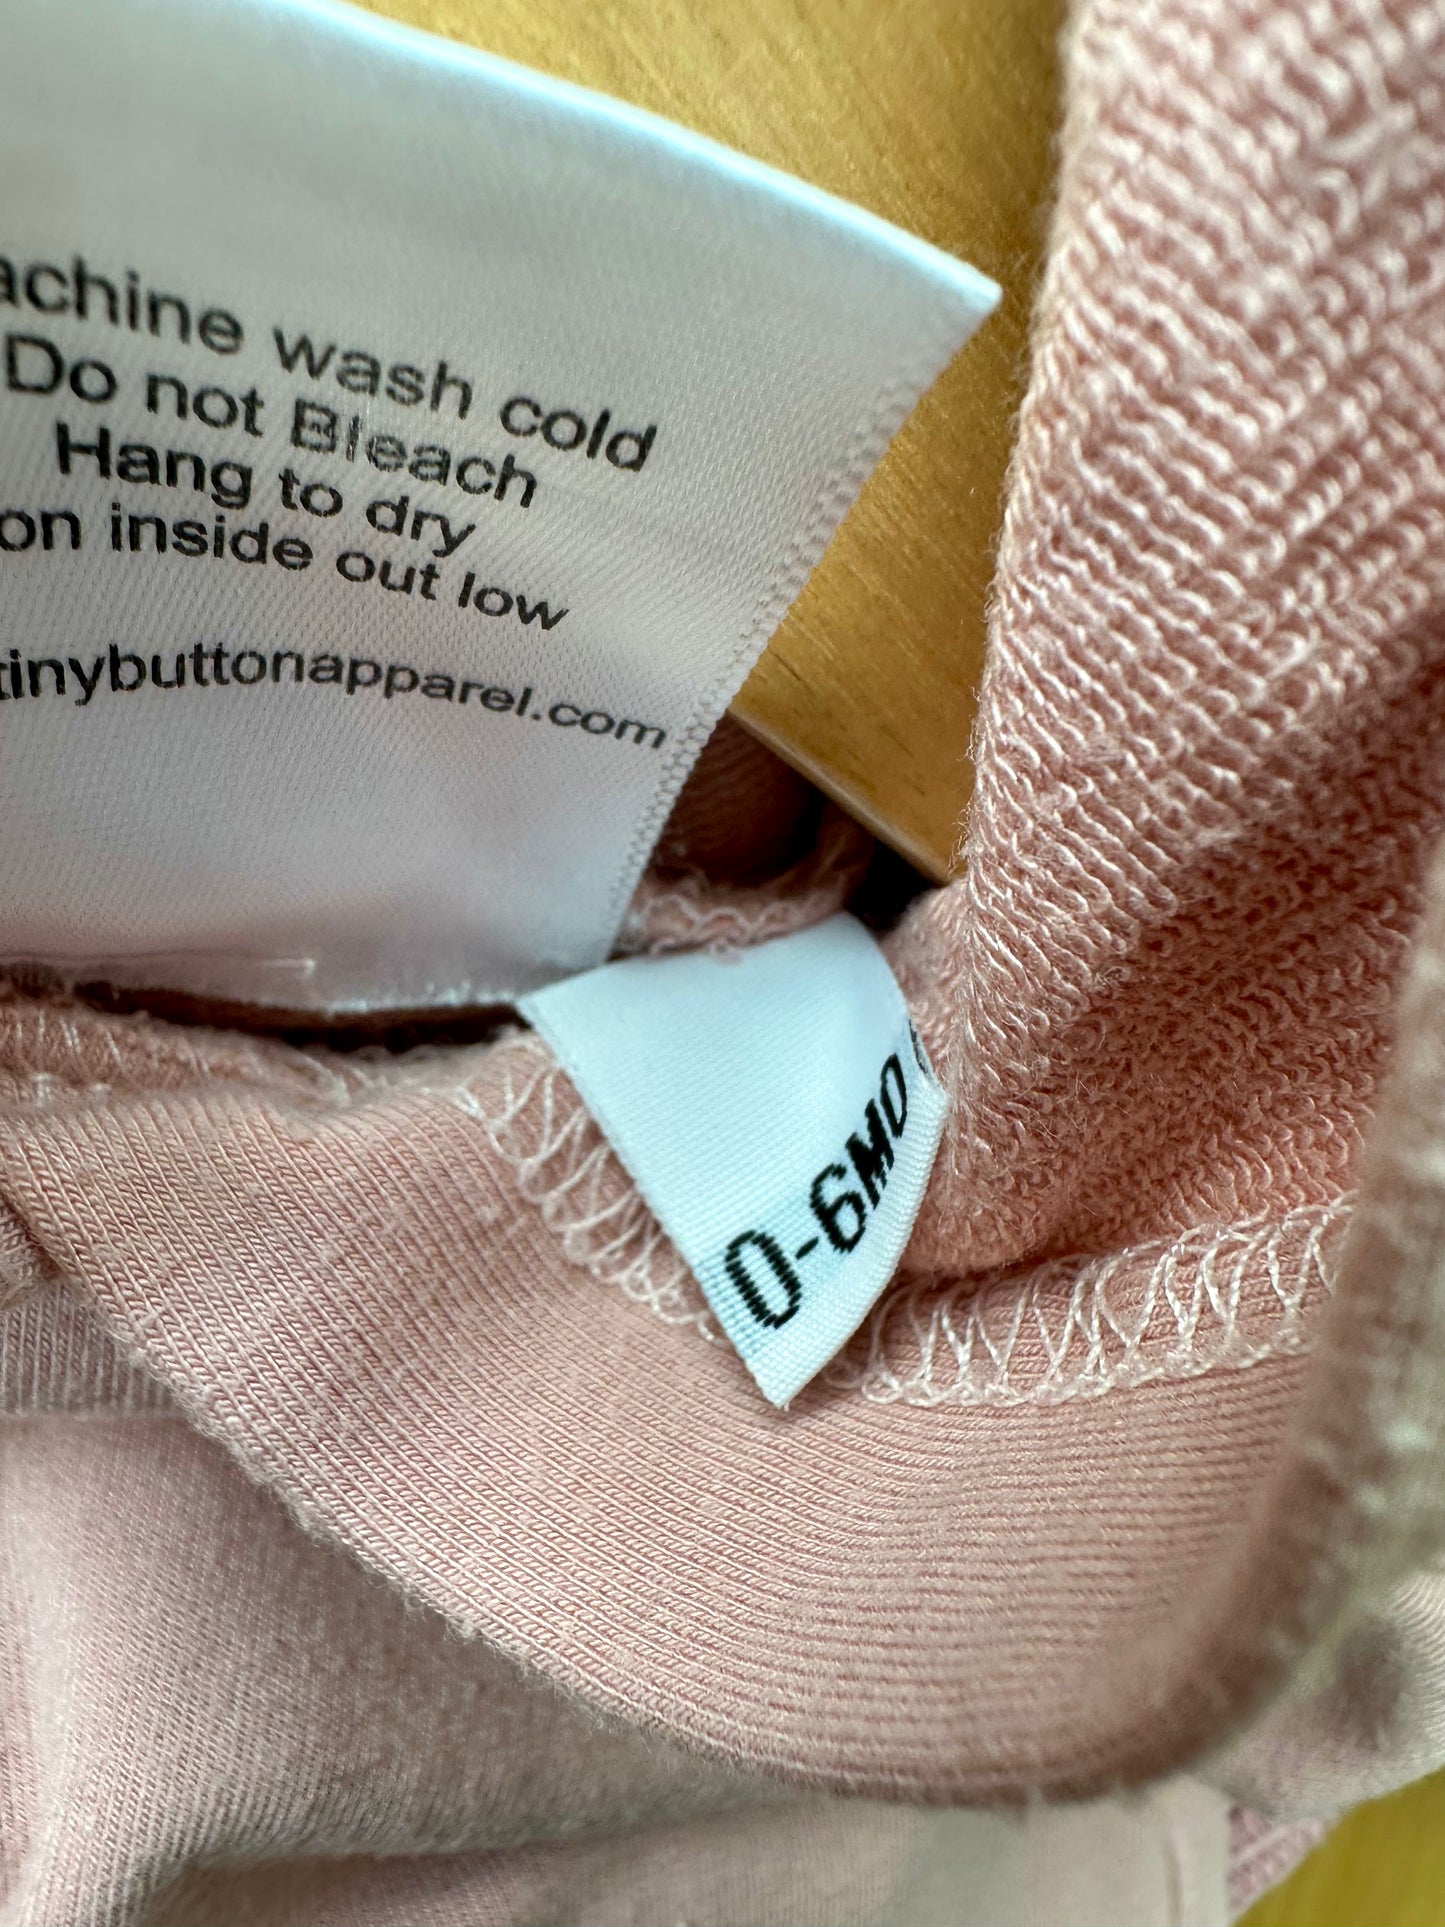 achine wash cold
Do not Bleach
Hang to dry
on inside out low
tinybuttonapparel.com
0-6MO